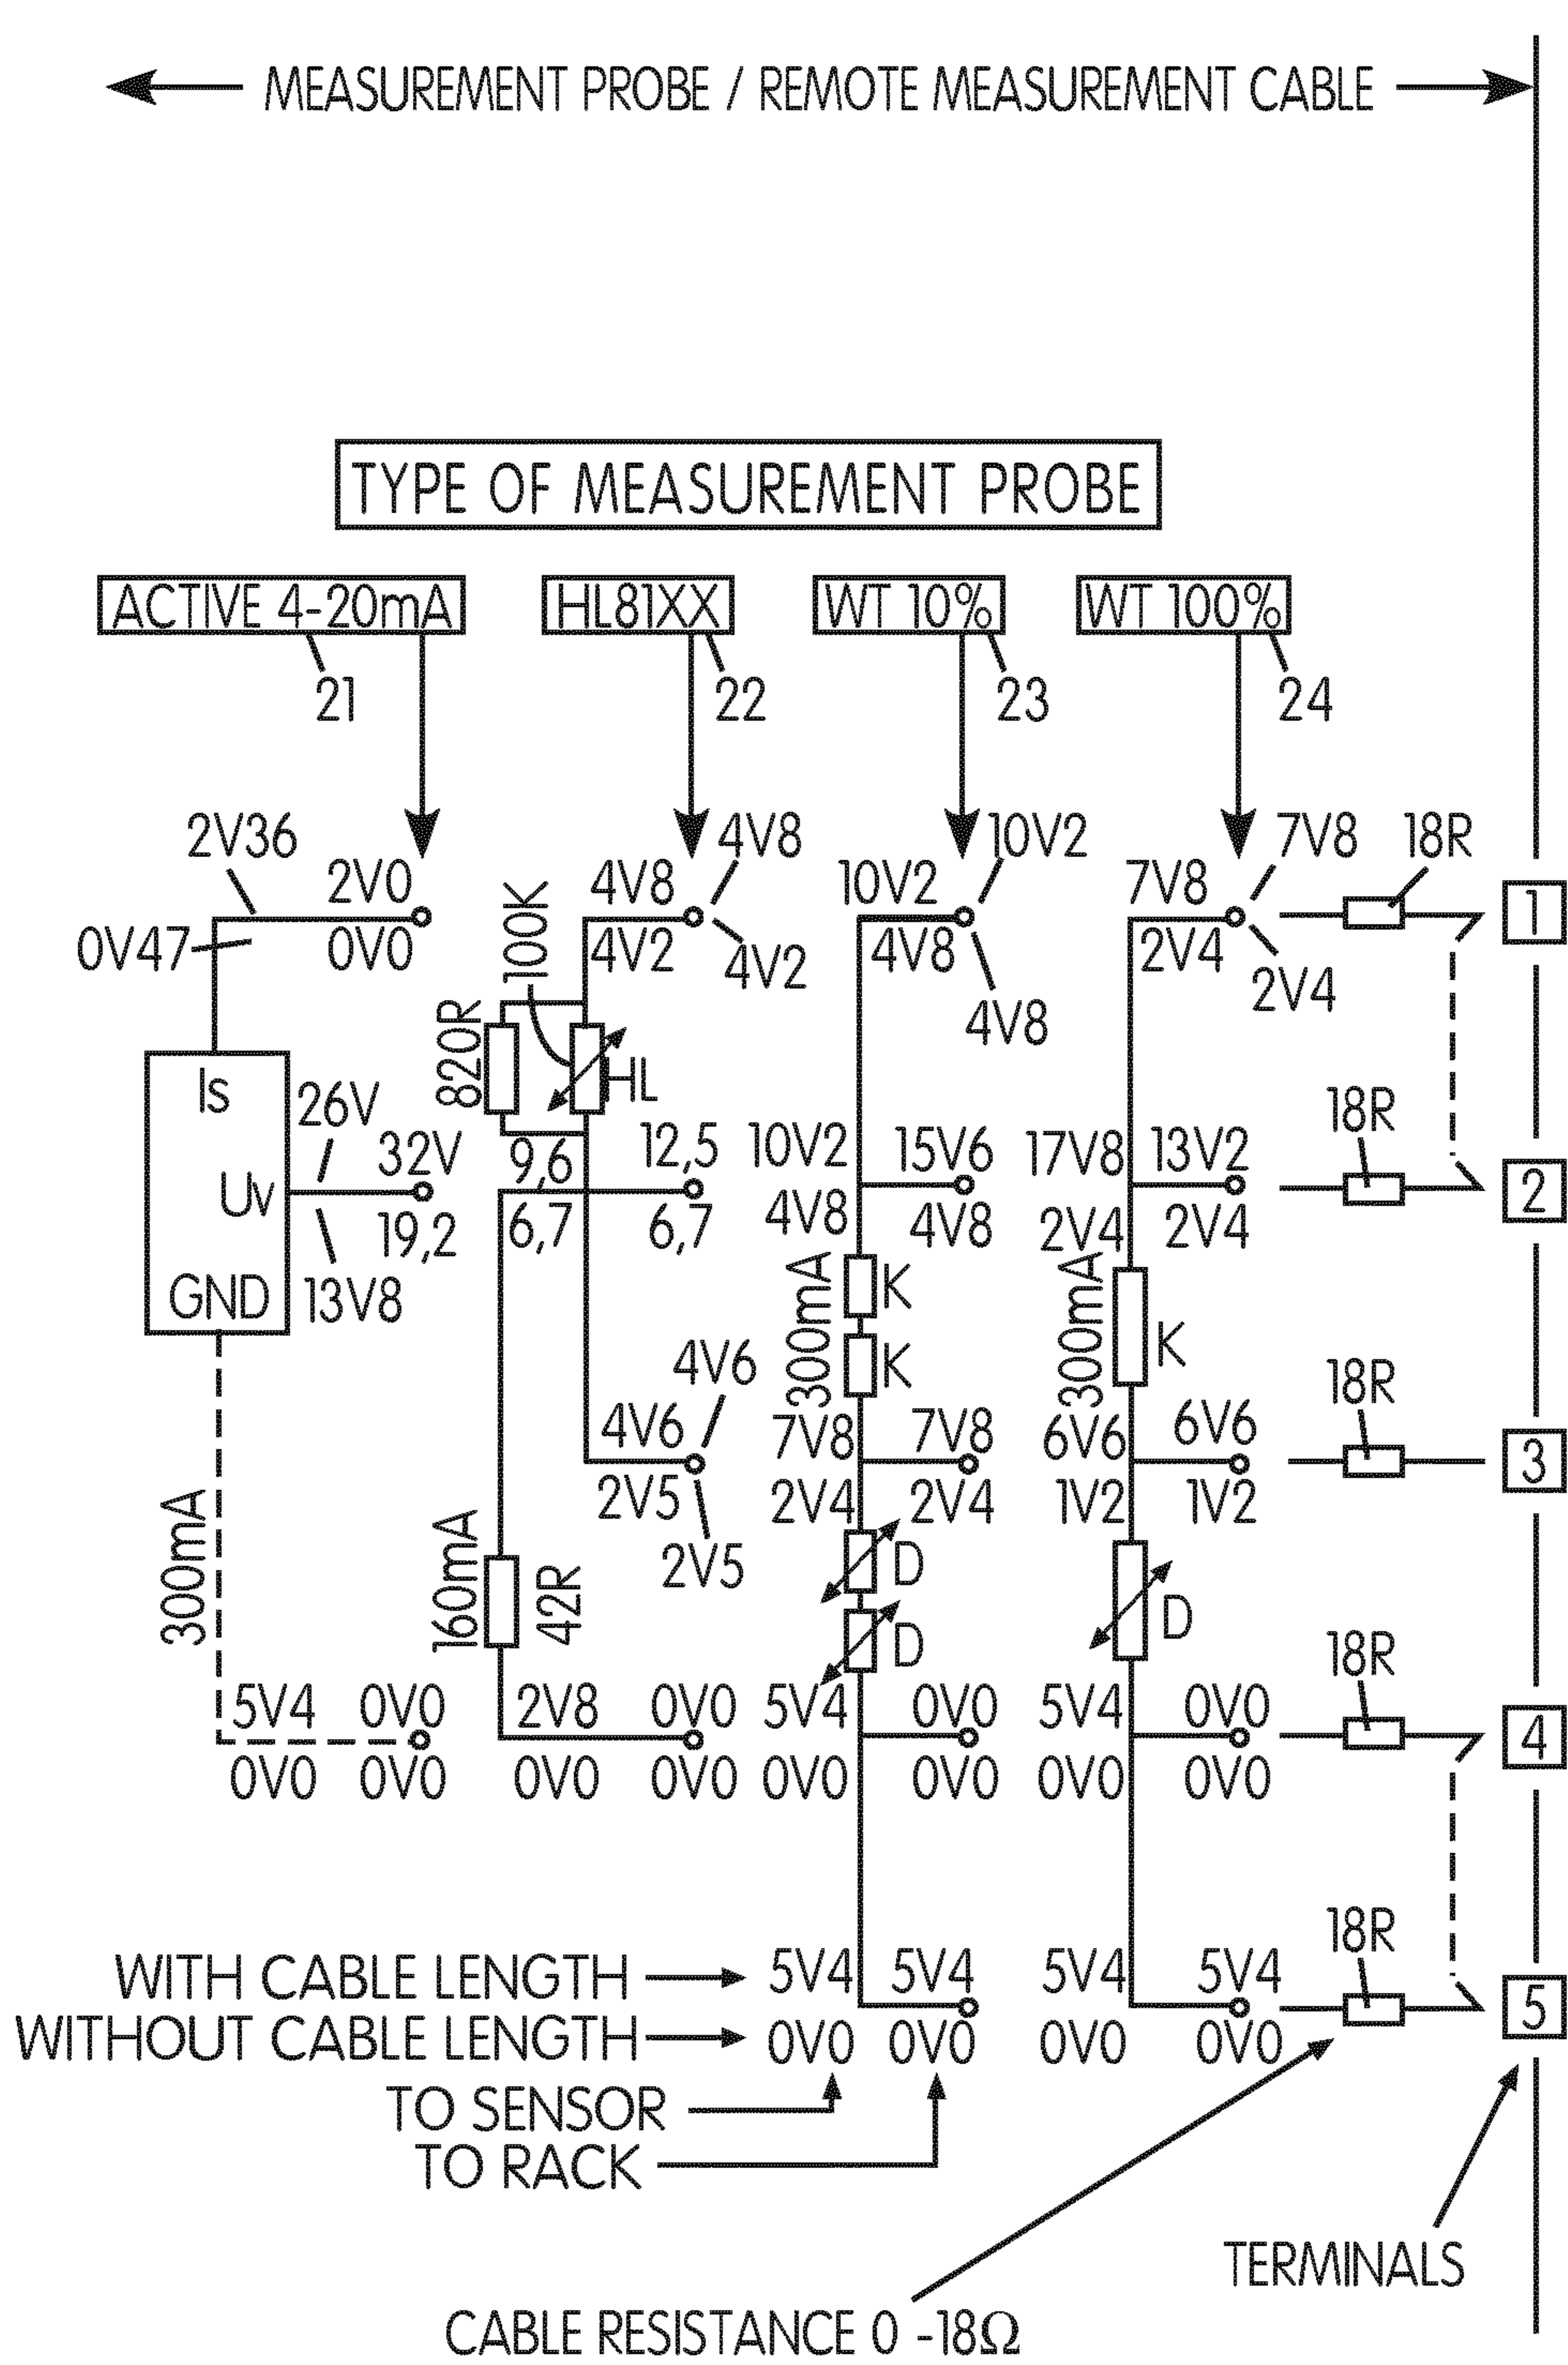 MEASUREMENT PROBE / REMOTE MEASUREMENT CABLE
TYPE OF MEASUREMENT PROBE
ACTIVE 4-20mA HL81XX WT 10% WT 100%
21 22 23 24
2V36 2V0 4V8 4V8 10V2 10V2 7V8 7V8 18R
0V47 0V0 100K 4V2 4V2 4V8 4V8 2V4 2V4 1
820R HL
Is
26V 32V 9,6 12,5 10V2 15V6 17V8 13V2 18R
Uv 2
13V8 19,2 6,7 6,7 4V8 4V8 2V4 2V4
GND
300mA K 300mA K
K
4V6 4V6 7V8 7V8 6V6 6V6 18R
3
2V5 2V5 2V4 2V4 1V2 1V2
300mA 160mA 42R D D
D
5V4 0V0 2V8 0V0 5V4 0V0 5V4 0V0 18R
4
0V0 0V0 0V0 0V0 0V0 0V0 0V0 0V0
WITH CABLE LENGTH 5V4 5V4 5V4 5V4 18R
5
WITHOUT CABLE LENGTH 0V0 0V0 0V0 0V0
TO SENSOR
TO RACK
TERMINALS
CABLE RESISTANCE 0 -18Ω